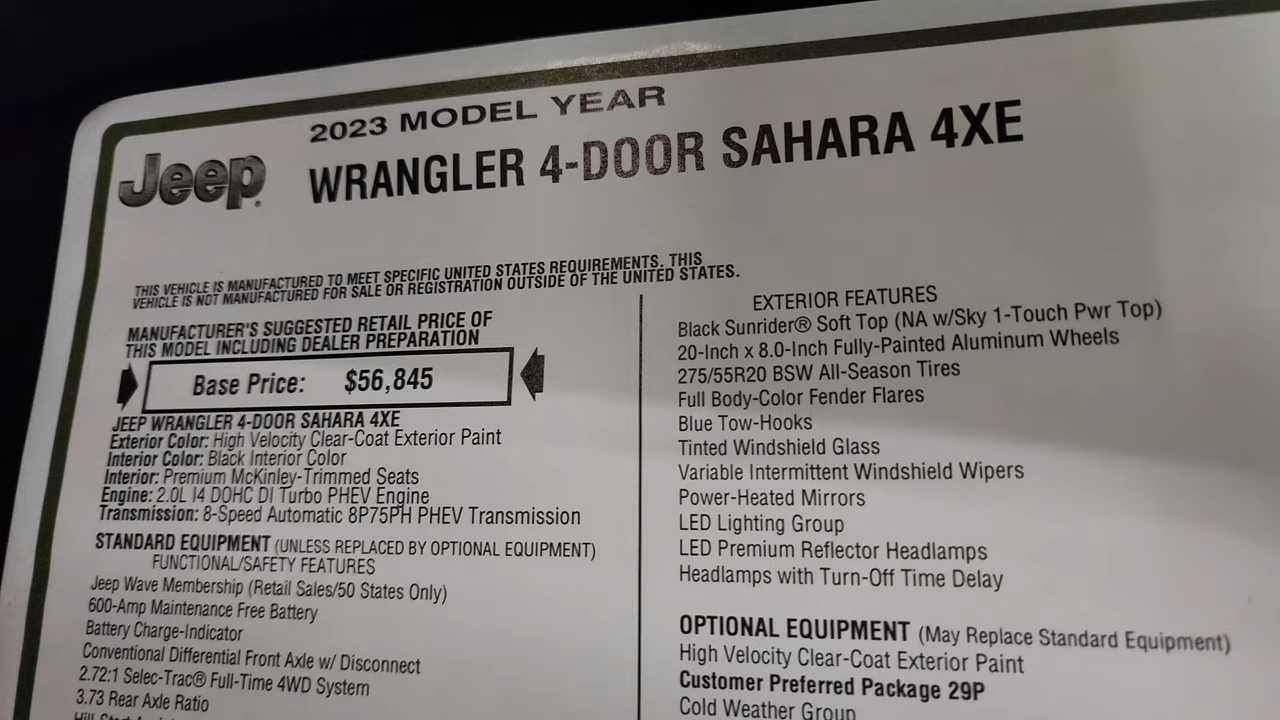 2023 MODEL YEAR
Jeep
WRANGLER 4-DOOR SAHARA 4XE
THIS VEHICLE IS MANUFACTURED TO MEET SPECIFIC UNITED STATES REQUIREMENTS. THIS
VEHICLE IS NOT MANUFACTURED FOR SALE OR REGISTRATION OUTSIDE OF THE UNITED STATES.
MANUFACTURER'S SUGGESTED RETAIL PRICE OF
THIS MODEL INCLUDING DEALER PREPARATION
Base Price: $56,845
JEEP WRANGLER 4-DOOR SAHARA 4XE
Exterior Color: High Velocity Clear-Coat Exterior Paint
Interior Color: Black Interior Color
Interior: Premium McKinley-Trimmed Seats
Engine: 2.0L I4 DOHC DI Turbo PHEV Engine
Transmission: 8-Speed Automatic 8P75PH PHEV Transmission
STANDARD EQUIPMENT (UNLESS REPLACED BY OPTIONAL EQUIPMENT)
FUNCTIONAL/SAFETY FEATURES
Jeep Wave Membership (Retail Sales/50 States Only)
600-Amp Maintenance Free Battery
Battery Charge-Indicator
Conventional Differential Front Axle w/ Disconnect
2.72:1 Selec-Trac® Full-Time 4WD System
3.73 Rear Axle Ratio
EXTERIOR FEATURES
Black Sunrider® Soft Top (NA w/Sky 1-Touch Pwr Top)
20-Inch x 8.0-Inch Fully-Painted Aluminum Wheels
275/55R20 BSW All-Season Tires
Full Body-Color Fender Flares
Blue Tow-Hooks
Tinted Windshield Glass
Variable Intermittent Windshield Wipers
Power-Heated Mirrors
LED Lighting Group
LED Premium Reflector Headlamps
Headlamps with Turn-Off Time Delay
OPTIONAL EQUIPMENT (May Replace Standard Equipment)
High Velocity Clear-Coat Exterior Paint
Customer Preferred Package 29P
Cold Weather Group